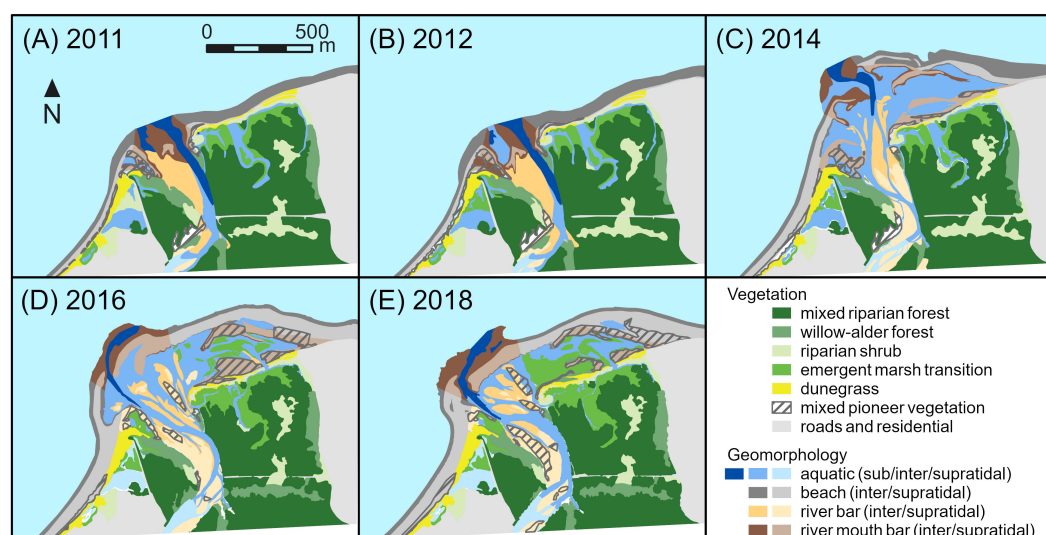 (A) 2011
0 500
m
N
(B) 2012
(C) 2014
(D) 2016
(E) 2018
Vegetation
mixed riparian forest
willow-alder forest
riparian shrub
emergent marsh transition
dunegrass
mixed pioneer vegetation
roads and residential
Geomorphology
aquatic (sub/inter/supratidal)
beach (inter/supratidal)
river bar (inter/supratidal)
river mouth bar (inter/supratidal)